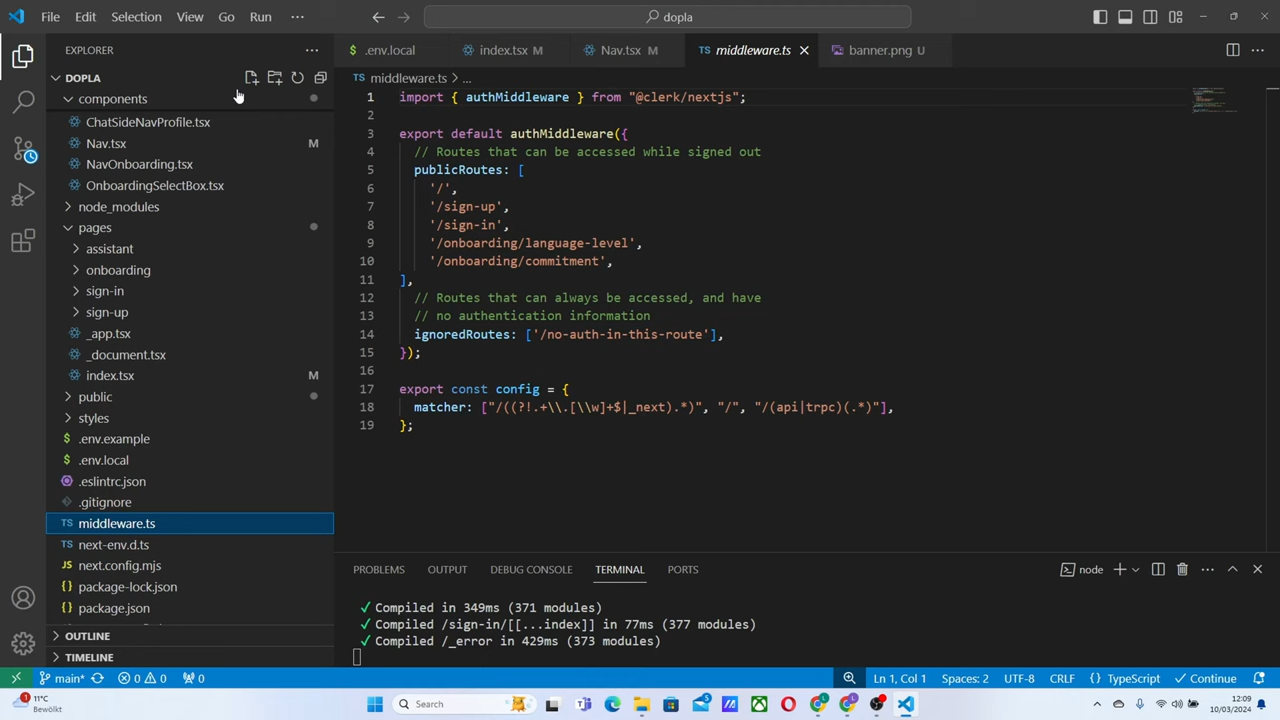 File Edit Selection View Go Run ···
dopla
EXPLORER
DOPLA
components
ChatSideNavProfile.tsx
Nav.tsx M
NavOnboarding.tsx
OnboardingSelectBox.tsx
node_modules
pages
assistant
onboarding
sign-in
sign-up
_app.tsx
_document.tsx
index.tsx M
public
styles
.env.example
.env.local
.eslintrc.json
.gitignore
TS middleware.ts
TS next-env.d.ts
next.config.mjs
{} package-lock.json
{} package.json
OUTLINE
TIMELINE
$ .env.local
index.tsx M
Nav.tsx M
TS middleware.ts
banner.png U
TS middleware.ts > ...
1 import { authMiddleware } from "@clerk/nextjs";
2
3 export default authMiddleware({
4 // Routes that can be accessed while signed out
5 publicRoutes: [
6 '/',
7 '/sign-up',
8 '/sign-in',
9 '/onboarding/language-level',
10 '/onboarding/commitment',
11 ],
12 // Routes that can always be accessed, and have
13 // no authentication information
14 ignoredRoutes: ['/no-auth-in-this-route'],
15 });
16
17 export const config = {
18 matcher: ["/((?!.+\\.[\\w]+$|_next).*)", "/", "/(api|trpc)(.*)"],
19 };
PROBLEMS OUTPUT DEBUG CONSOLE TERMINAL PORTS
node
✓ Compiled in 349ms (371 modules)
✓ Compiled /sign-in/[[...index]] in 77ms (377 modules)
✓ Compiled /_error in 429ms (373 modules)
main* 0 0 0
Ln 1, Col 1 Spaces: 2 UTF-8 CRLF {} TypeScript ✓ Continue
1
11°C
Bewölkt
Search
12:09
10/03/2024